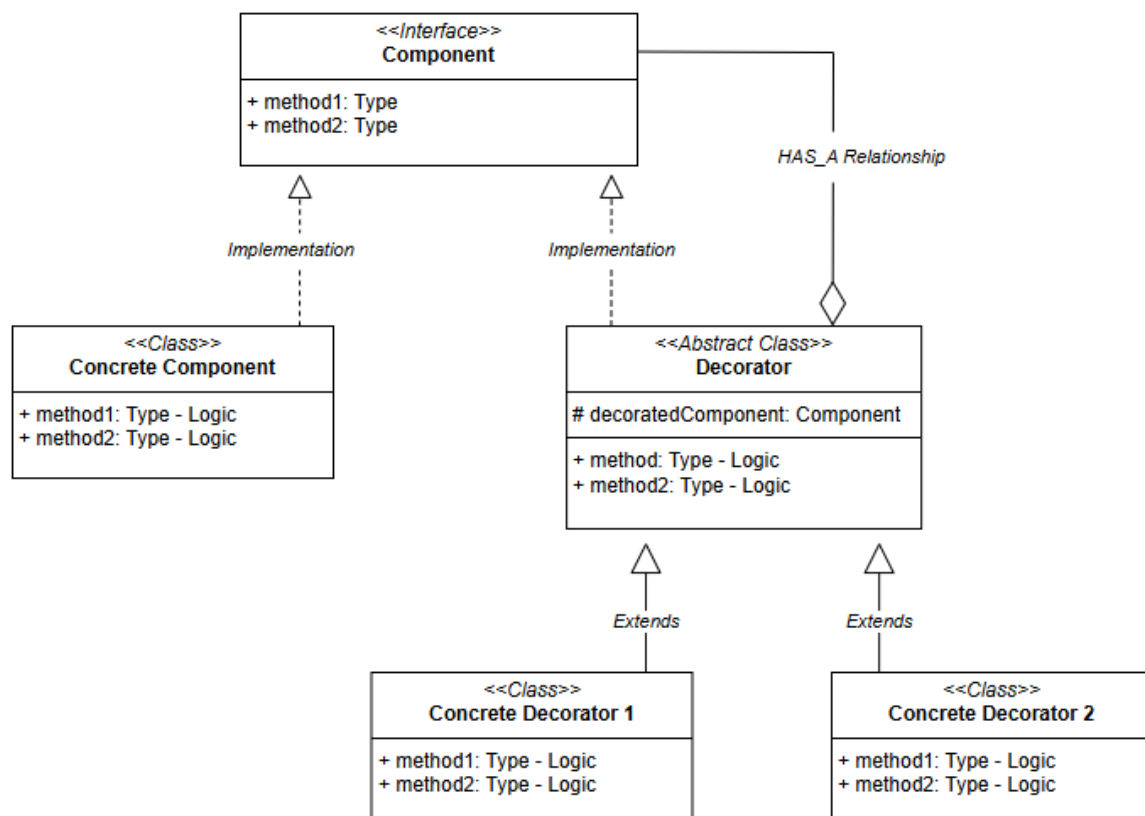 <<Interface>>
Component
+ method1: Type
+ method2: Type
HAS_A Relationship
Implementation
Implementation
<<Class>>
Concrete Component
+ method1: Type - Logic
+ method2: Type - Logic
<<Abstract Class>>
Decorator
# decoratedComponent: Component
+ method: Type - Logic
+ method2: Type - Logic
Extends
Extends
<<Class>>
Concrete Decorator 1
+ method1: Type - Logic
+ method2: Type - Logic
<<Class>>
Concrete Decorator 2
+ method1: Type - Logic
+ method2: Type - Logic